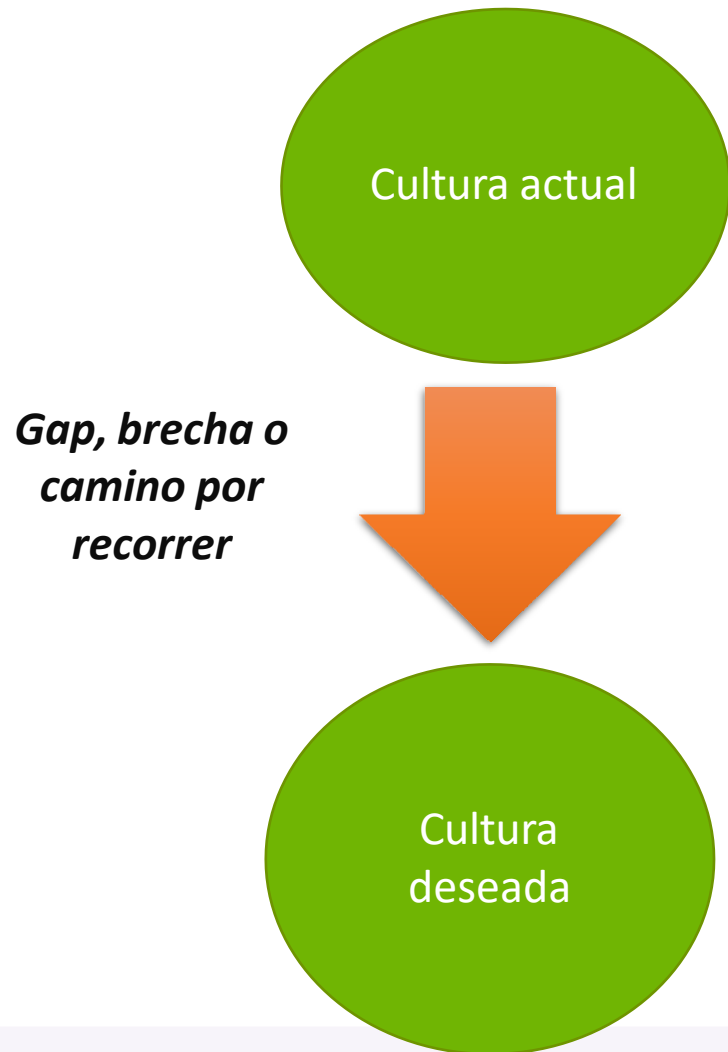 Cultura actual
Gap, brecha o
camino por
recorrer
Cultura
deseada